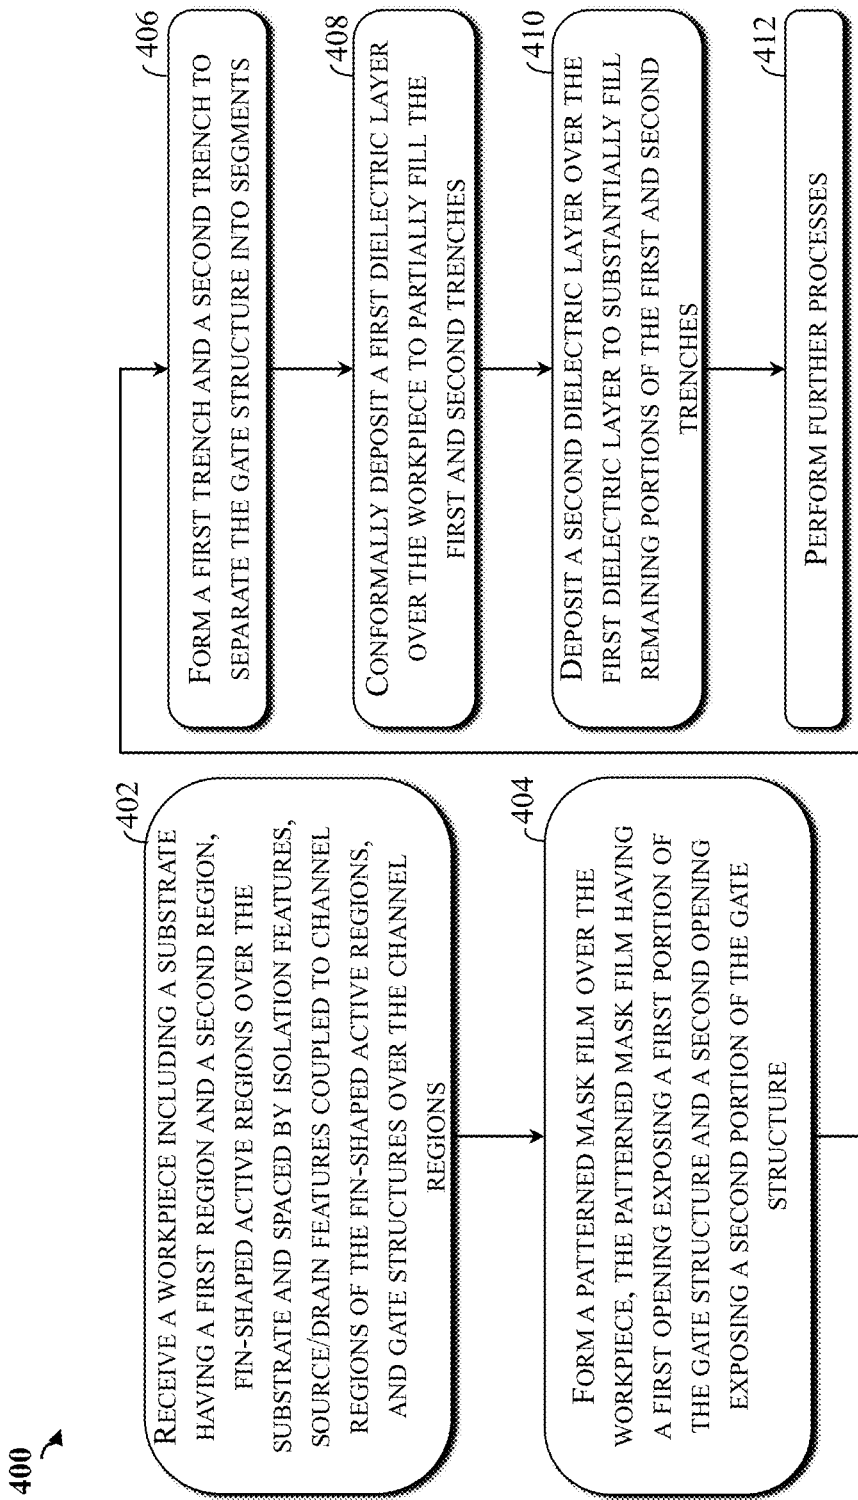 400
402
RECEIVE A WORKPIECE INCLUDING A SUBSTRATE
HAVING A FIRST REGION AND A SECOND REGION,
FIN-SHAPED ACTIVE REGIONS OVER THE
SUBSTRATE AND SPACED BY ISOLATION FEATURES,
SOURCE/DRAIN FEATURES COUPLED TO CHANNEL
REGIONS OF THE FIN-SHAPED ACTIVE REGIONS,
AND GATE STRUCTURES OVER THE CHANNEL
REGIONS
404
FORM A PATTERNED MASK FILM OVER THE
WORKPIECE, THE PATTERNED MASK FILM HAVING
A FIRST OPENING EXPOSING A FIRST PORTION OF
THE GATE STRUCTURE AND A SECOND OPENING
EXPOSING A SECOND PORTION OF THE GATE
STRUCTURE
406
FORM A FIRST TRENCH AND A SECOND TRENCH TO
SEPARATE THE GATE STRUCTURE INTO SEGMENTS
408
CONFORMALLY DEPOSIT A FIRST DIELECTRIC LAYER
OVER THE WORKPIECE TO PARTIALLY FILL THE
FIRST AND SECOND TRENCHES
410
DEPOSIT A SECOND DIELECTRIC LAYER OVER THE
FIRST DIELECTRIC LAYER TO SUBSTANTIALLY FILL
REMAINING PORTIONS OF THE FIRST AND SECOND
TRENCHES
412
PERFORM FURTHER PROCESSES